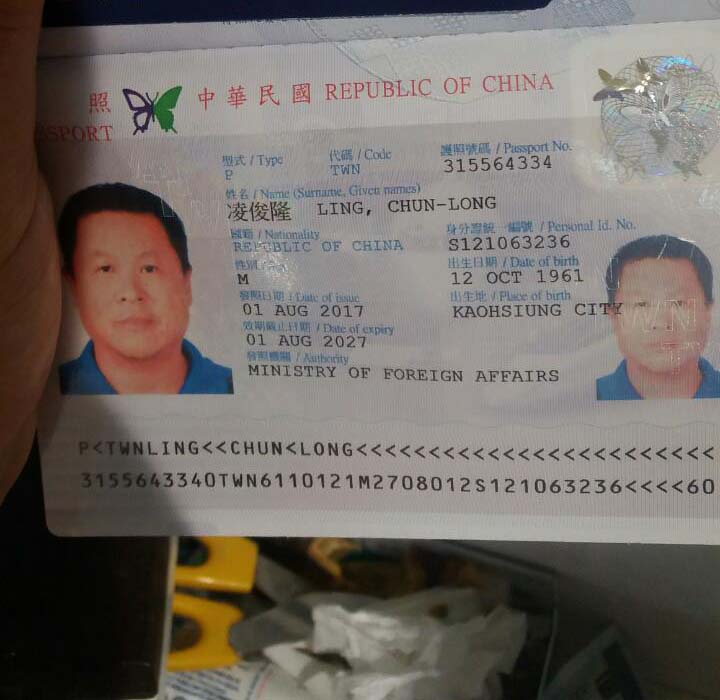 照 中華民國 REPUBLIC OF CHINA
PASSPORT
型式 / Type 代碼 / Code 護照號碼 / Passport No.
P TWN 315564334
姓名 / Name (Surname, Given names)
凌俊隆 LING, CHUN-LONG
國籍 / Nationality 身分證統一編號 / Personal Id. No.
REPUBLIC OF CHINA S121063236
性別 / 出生日期 / Date of birth
M 12 OCT 1961
發照日期 / Date of issue 出生地 / Place of birth
01 AUG 2017 KAOHSIUNG CITY
效期截止日期 / Date of expiry
01 AUG 2027
發照機關 / Authority
MINISTRY OF FOREIGN AFFAIRS
P<TWNLING<<CHUN<LONG<<<<<<<<<<<<<<<<<<<<<<<<
3155643340TWN6110121M2708012S121063236<<<<60